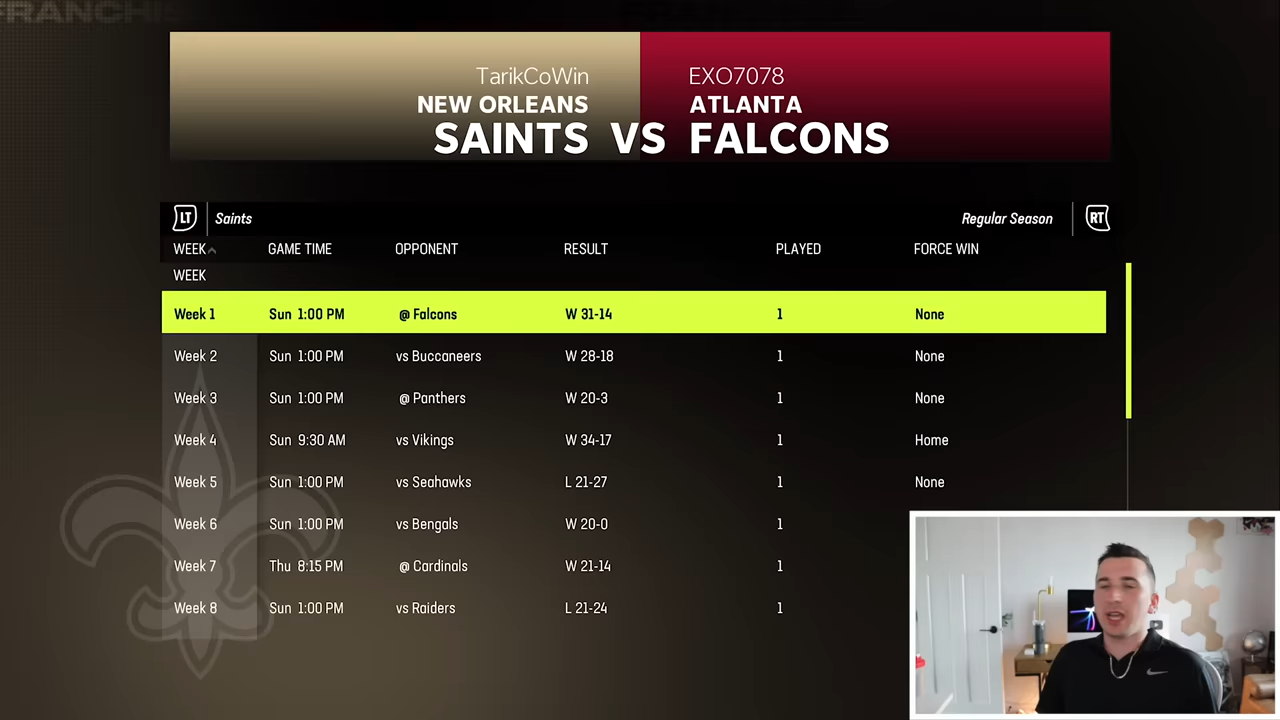 FRANCHISE
TarikCoWin EXO7078
NEW ORLEANS ATLANTA
SAINTS VS FALCONS
LT Saints Regular Season RT
WEEK GAME TIME OPPONENT RESULT PLAYED FORCE WIN
WEEK
Week 1 Sun 1:00 PM @ Falcons W 31-14 1 None
Week 2 Sun 1:00 PM vs Buccaneers W 28-18 1 None
Week 3 Sun 1:00 PM @ Panthers W 20-3 1 None
Week 4 Sun 9:30 AM vs Vikings W 34-17 1 Home
Week 5 Sun 1:00 PM vs Seahawks L 21-27 1 None
Week 6 Sun 1:00 PM vs Bengals W 20-0 1
Week 7 Thu 8:15 PM @ Cardinals W 21-14 1
Week 8 Sun 1:00 PM vs Raiders L 21-24 1